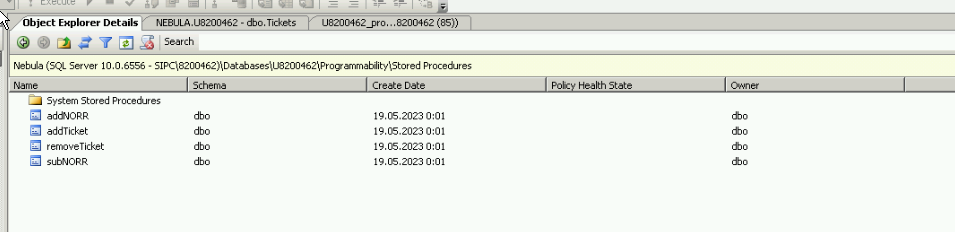 Execute
Object Explorer Details NEBULA.U8200462 - dbo.Tickets U8200462_pro...8200462 (85))
Search
Nebula (SQL Server 10.0.6556 - SIPC\8200462)\Databases\U8200462\Programmability\Stored Procedures
Name Schema Create Date Policy Health State Owner
System Stored Procedures
addNORR dbo 19.05.2023 0:01 dbo
addTicket dbo 19.05.2023 0:01 dbo
removeTicket dbo 19.05.2023 0:01 dbo
subNORR dbo 19.05.2023 0:01 dbo